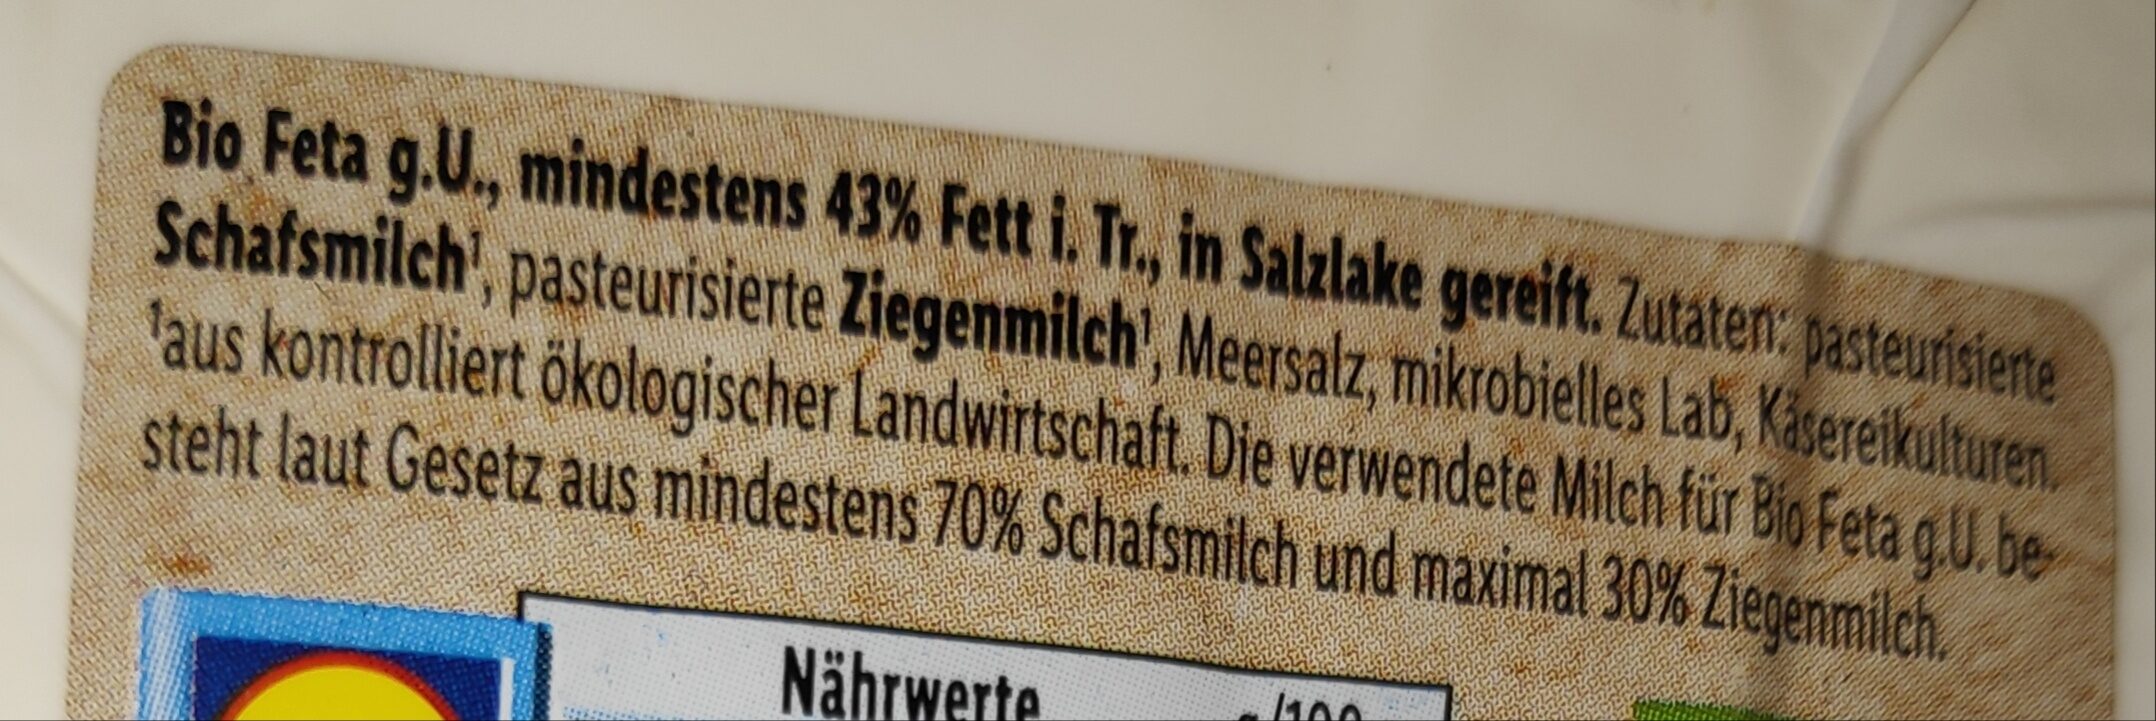 Bio Feta g.U., mindestens 43% Fett i. Tr., in Salzlake gereift. Zutaten: pasteurisierte
Schafsmilch¹, pasteurisierte Ziegenmilch¹, Meersalz, mikrobielles Lab, Käsereikulturen.
¹aus kontrolliert ökologischer Landwirtschaft. Die verwendete Milch für Bio Feta g.U. be-
steht laut Gesetz aus mindestens 70% Schafsmilch und maximal 30% Ziegenmilch.
Nährwerte